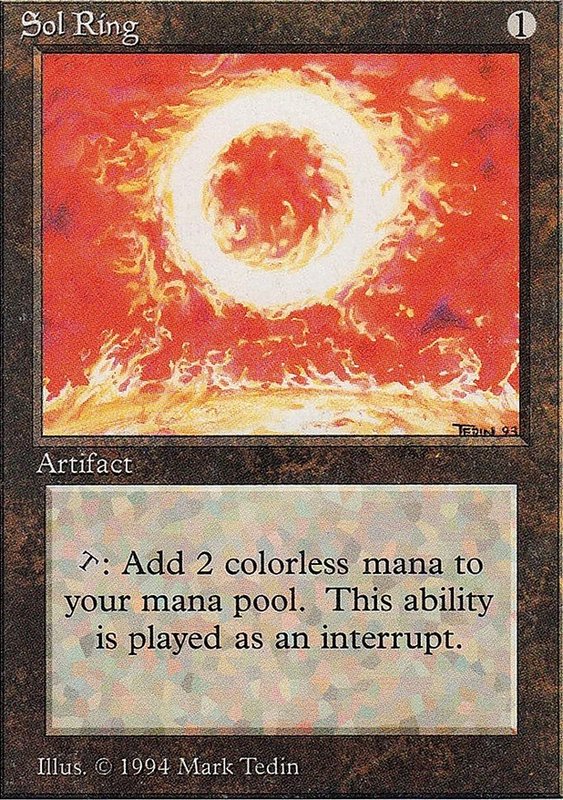 Sol Ring 1
TEDIN 93
Artifact
T: Add 2 colorless mana to
your mana pool. This ability
is played as an interrupt.
Illus. © 1994 Mark Tedin